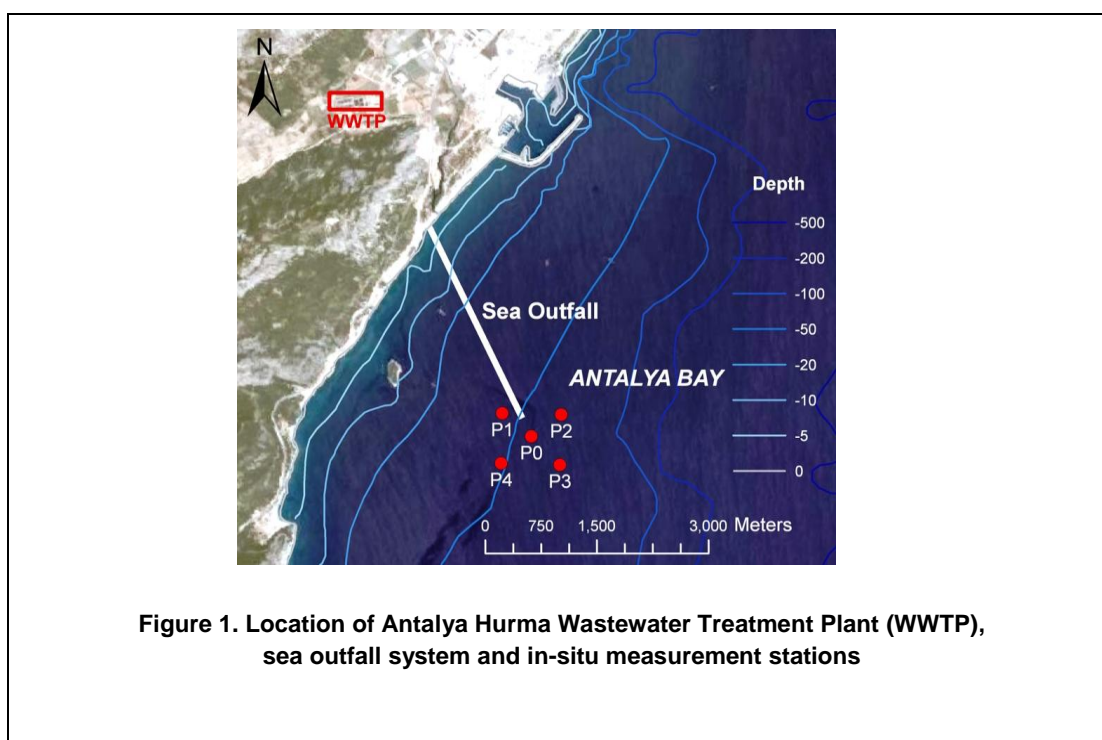 N
WWTP
Depth
-500
-200
-100
-50
-20
-10
-5
0
Sea Outfall
ANTALYA BAY
P1
P2
P0
P4
P3
0 750 1,500 3,000 Meters
Figure 1. Location of Antalya Hurma Wastewater Treatment Plant (WWTP),
sea outfall system and in-situ measurement stations